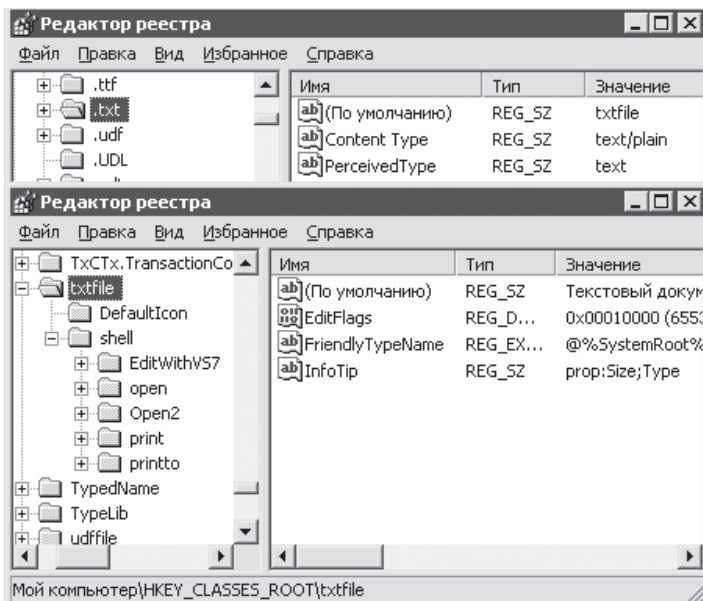 Редактор реестра
Файл Правка Вид Избранное Справка
.ttf
.txt
.udf
.UDL
Имя Тип Значение
(По умолчанию) REG_SZ txtfile
Content Type REG_SZ text/plain
PerceivedType REG_SZ text
Редактор реестра
Файл Правка Вид Избранное Справка
TxCTx.TransactionCo
txtfile
DefaultIcon
shell
EditWithVS7
open
Open2
print
printto
TypedName
TypeLib
udffile
Имя Тип Значение
(По умолчанию) REG_SZ Текстовый докум
EditFlags REG_D... 0x00010000 (6553
FriendlyTypeName REG_EX... @%SystemRoot%
InfoTip REG_SZ prop:Size;Type
Мой компьютер\HKEY_CLASSES_ROOT\txtfile